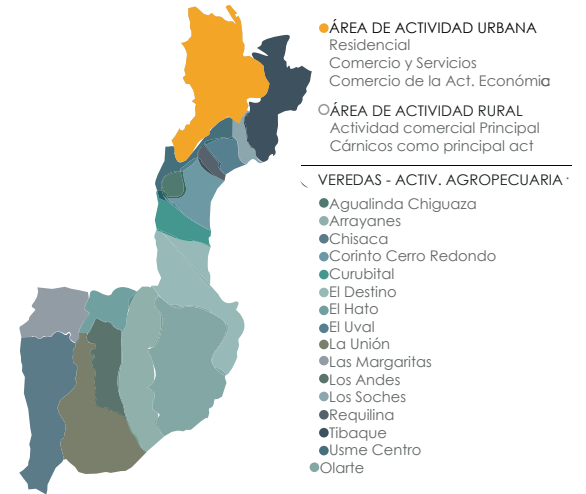 ÁREA DE ACTIVIDAD URBANA
Residencial
Comercio y Servicios
Comercio de la Act. Económia
ÁREA DE ACTIVIDAD RURAL
Actividad comercial Principal
Cárnicos como principal act
VEREDAS - ACTIV. AGROPECUARIA
Agualinda Chiguaza
Arrayanes
Chisaca
Corinto Cerro Redondo
Curubital
El Destino
El Hato
El Uval
La Unión
Las Margaritas
Los Andes
Los Soches
Requilina
Tibaque
Usme Centro
Olarte